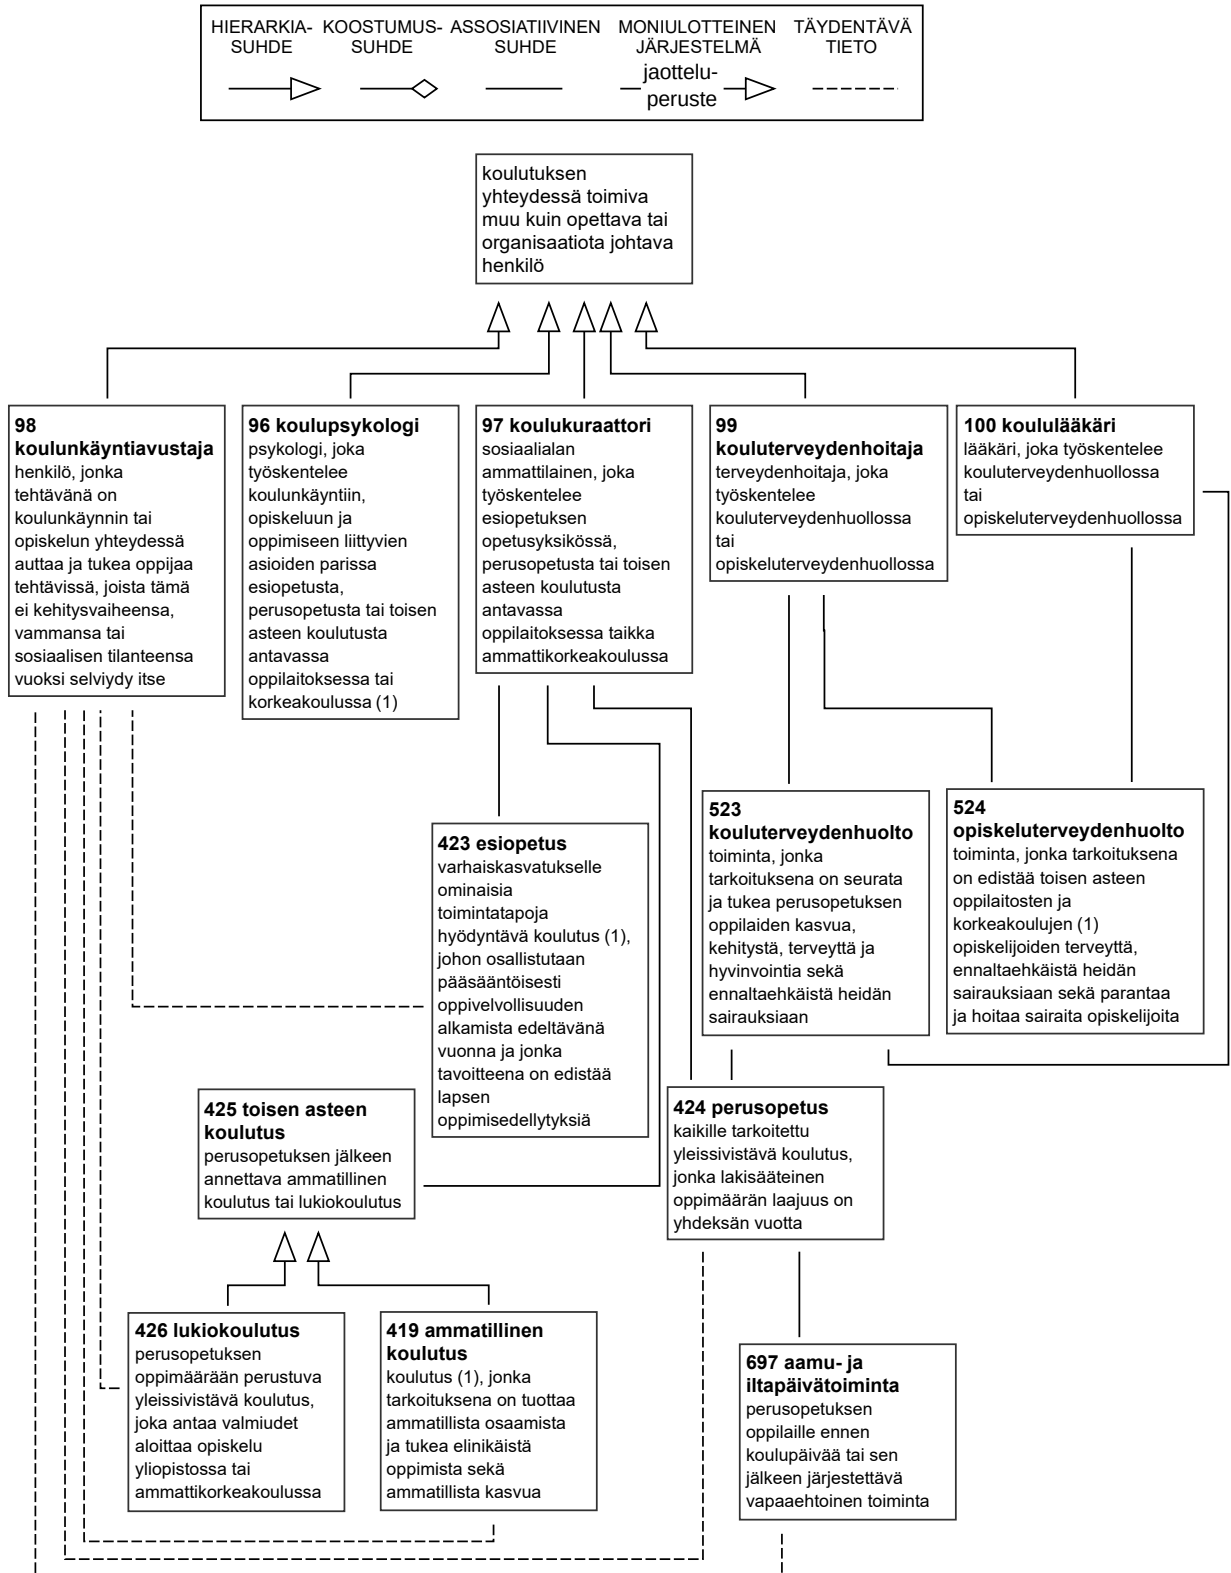 HIERARKIA-
SUHDE
KOOSTUMUS-
SUHDE
ASSOSIATIIVINEN
SUHDE
MONIULOTTEINEN
JÄRJESTELMÄ
jaottelu-
peruste
TÄYDENTÄVÄ
TIETO
koulutuksen
yhteydessä toimiva
muu kuin opettava tai
organisaatiota johtava
henkilö
98
koulunkäyntiavustaja
henkilö, jonka
tehtävänä on
koulunkäynnin tai
opiskelun yhteydessä
auttaa ja tukea oppijaa
tehtävissä, joista tämä
ei kehitysvaiheensa,
vammansa tai
sosiaalisen tilanteensa
vuoksi selviydy itse
96 koulupsykologi
psykologi, joka
työskentelee
koulunkäyntiin,
opiskeluun ja
oppimiseen liittyvien
asioiden parissa
esiopetusta,
perusopetusta tai toisen
asteen koulutusta
antavassa
oppilaitoksessa tai
korkeakoulussa (1)
97 koulukuraattori
sosiaalialan
ammattilainen, joka
työskentelee
esiopetuksen
opetusyksikössä,
perusopetusta tai toisen
asteen koulutusta
antavassa
oppilaitoksessa taikka
ammattikorkeakoulussa
99
kouluterveydenhoitaja
terveydenhoitaja, joka
työskentelee
kouluterveydenhuollossa
tai
opiskeluterveydenhuollossa
100 koululääkäri
lääkäri, joka työskentelee
kouluterveydenhuollossa
tai
opiskeluterveydenhuollossa
423 esiopetus
varhaiskasvatukselle
ominaisia
toimintatapoja
hyödyntävä koulutus (1),
johon osallistutaan
pääsääntöisesti
oppivelvollisuuden
alkamista edeltävänä
vuonna ja jonka
tavoitteena on edistää
lapsen
oppimisedellytyksiä
523
kouluterveydenhuolto
toiminta, jonka
tarkoituksena on seurata
ja tukea perusopetuksen
oppilaiden kasvua,
kehitystä, terveyttä ja
hyvinvointia sekä
ennaltaehkäistä heidän
sairauksiaan
524
opiskeluterveydenhuolto
toiminta, jonka tarkoituksena
on edistää toisen asteen
oppilaitosten ja
korkeakoulujen (1)
opiskelijoiden terveyttä,
ennaltaehkäistä heidän
sairauksiaan sekä parantaa
ja hoitaa sairaita opiskelijoita
425 toisen asteen
koulutus
perusopetuksen jälkeen
annettava ammatillinen
koulutus tai lukiokoulutus
424 perusopetus
kaikille tarkoitettu
yleissivistävä koulutus,
jonka lakisääteinen
oppimäärän laajuus on
yhdeksän vuotta
426 lukiokoulutus
perusopetuksen
oppimäärään perustuva
yleissivistävä koulutus,
joka antaa valmiudet
aloittaa opiskelu
yliopistossa tai
ammattikorkeakoulussa
419 ammatillinen
koulutus
koulutus (1), jonka
tarkoituksena on tuottaa
ammatillista osaamista
ja tukea elinikäistä
oppimista sekä
ammatillista kasvua
697 aamu- ja
iltapäivätoiminta
perusopetuksen
oppilaille ennen
koulupäivää tai sen
jälkeen järjestettävä
vapaaehtoinen toiminta